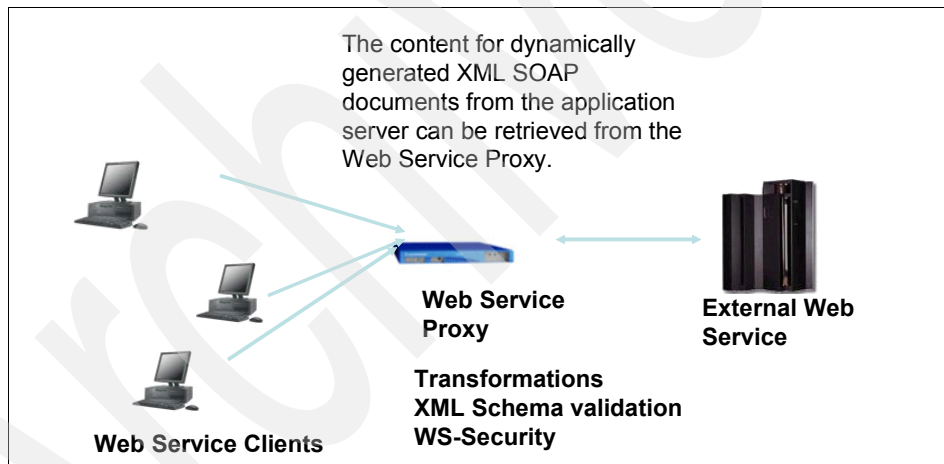 The content for dynamically
generated XML SOAP
documents from the application
server can be retrieved from the
Web Service Proxy.
Web Service
Proxy
External Web
Service
Transformations
XML Schema validation
WS-Security
Web Service Clients